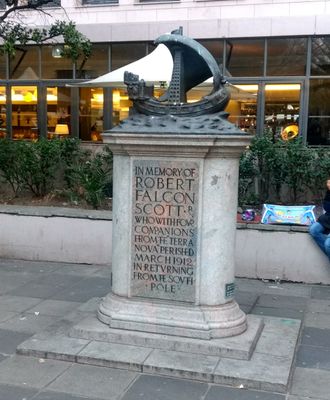 IN MEMORY OF
ROBERT
FALCON
SCOTT R.N.
WHO WITH FOUR
COMPANIONS
FROM THE TERRA
NOVA PERISHED
MARCH 1912
IN RETURNING
FROM THE SOUTH
POLE